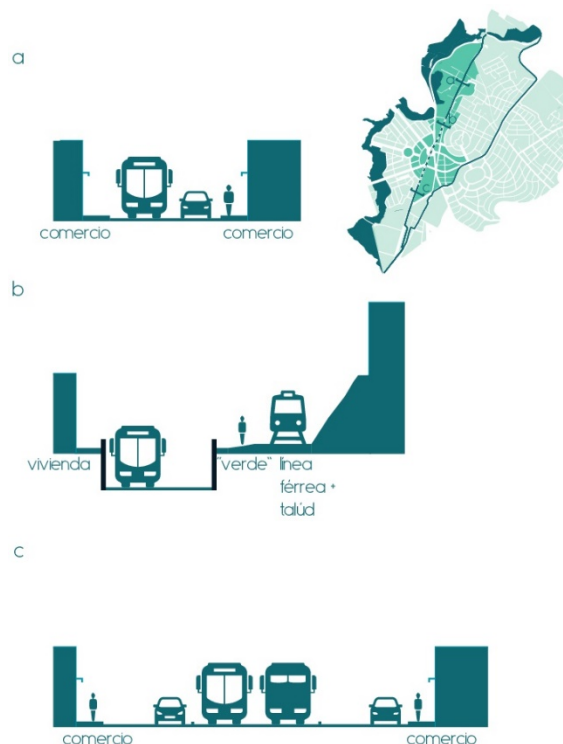 a
a
b
c
comercio comercio
b
vivienda "verde" línea
férrea +
talúd
c
comercio comercio